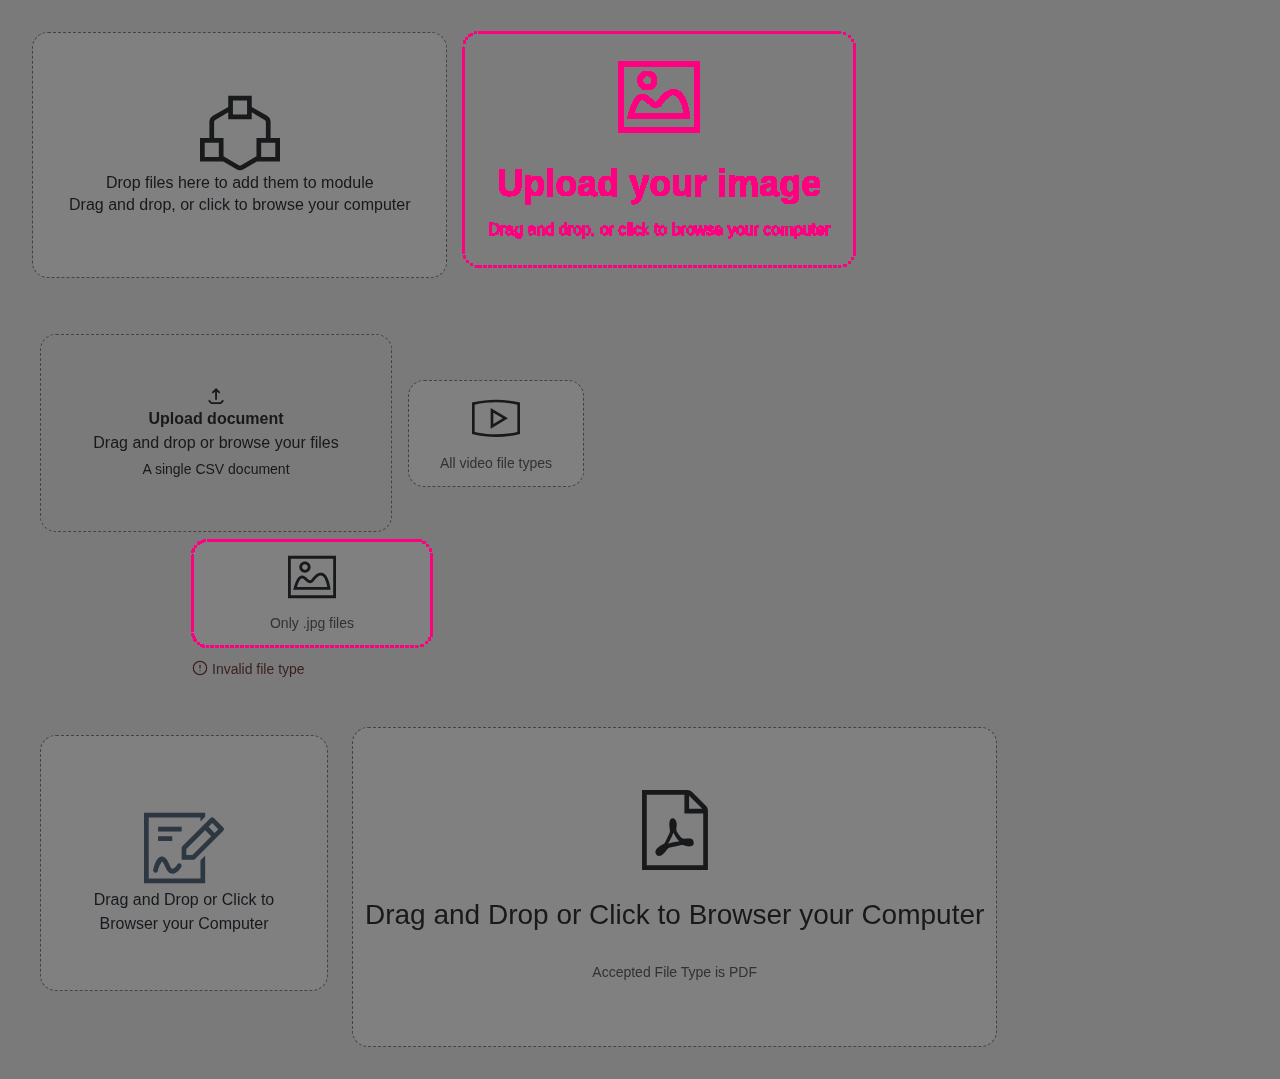 Drop files here to add them to module
Drag and drop, or click to browse your computer
Upload your image
Drag and drop, or click to browse your computer
Upload document
Drag and drop or browse your files
A single CSV document
All video file types
Only .jpg files
Invalid file type
Drag and Drop or Click to
Browser your Computer
Drag and Drop or Click to Browser your Computer
Accepted File Type is PDF